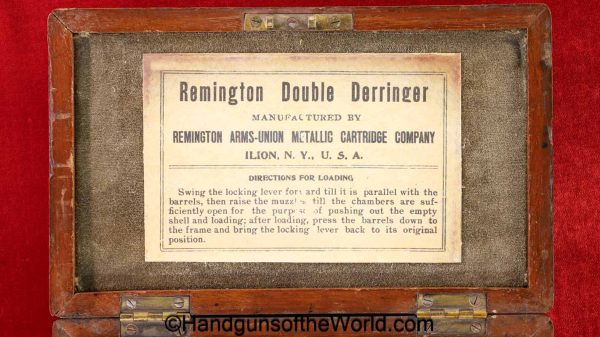 Remington Double Derringer
MANUFACTURED BY
REMINGTON ARMS-UNION METALLIC CARTRIDGE COMPANY
ILION, N. Y., U. S. A.
DIRECTIONS FOR LOADING
Swing the locking lever forward till it is parallel with the
barrels, then raise the muzzle till the chambers are suf-
ficiently open for the purpose of pushing out the empty
shell and loading; after loading, press the barrels down to
the frame and bring the locking lever back to its original
position.
©HandgunsoftheWorld.com